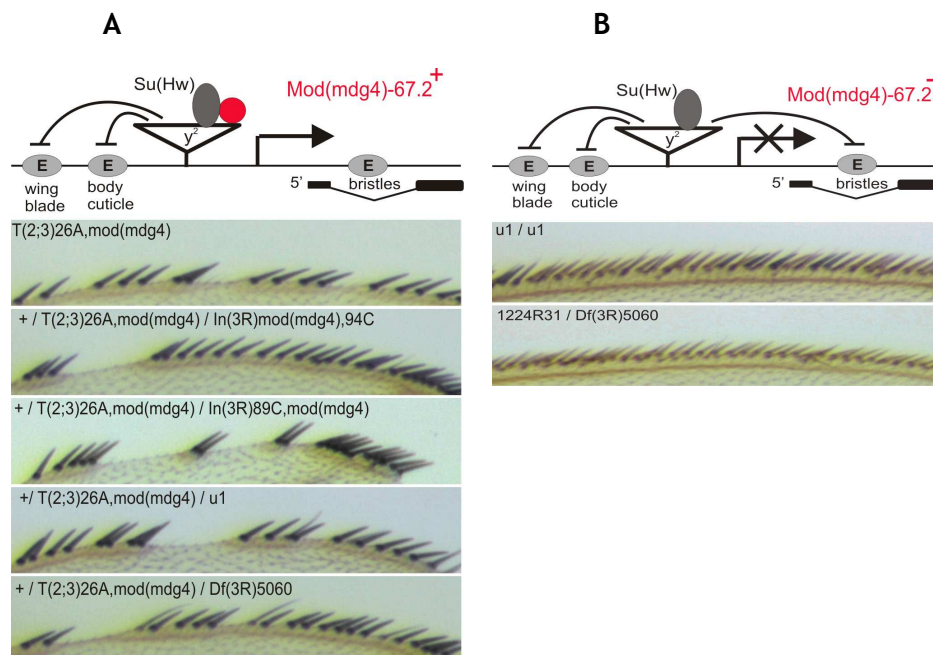 A
Su(Hw)
Mod(mdg4)-67.2+
y2
E
E
E
wing
blade
body
cuticle
bristles
5'
T(2;3)26A,mod(mdg4)
+ / T(2;3)26A,mod(mdg4) / In(3R)mod(mdg4),94C
+ / T(2;3)26A,mod(mdg4) / In(3R)89C,mod(mdg4)
+/ T(2;3)26A,mod(mdg4) / u1
+ / T(2;3)26A,mod(mdg4) / Df(3R)5060
B
Su(Hw)
Mod(mdg4)-67.2-
y2
E
E
E
wing
blade
body
cuticle
bristles
5'
u1 / u1
1224R31 / Df(3R)5060